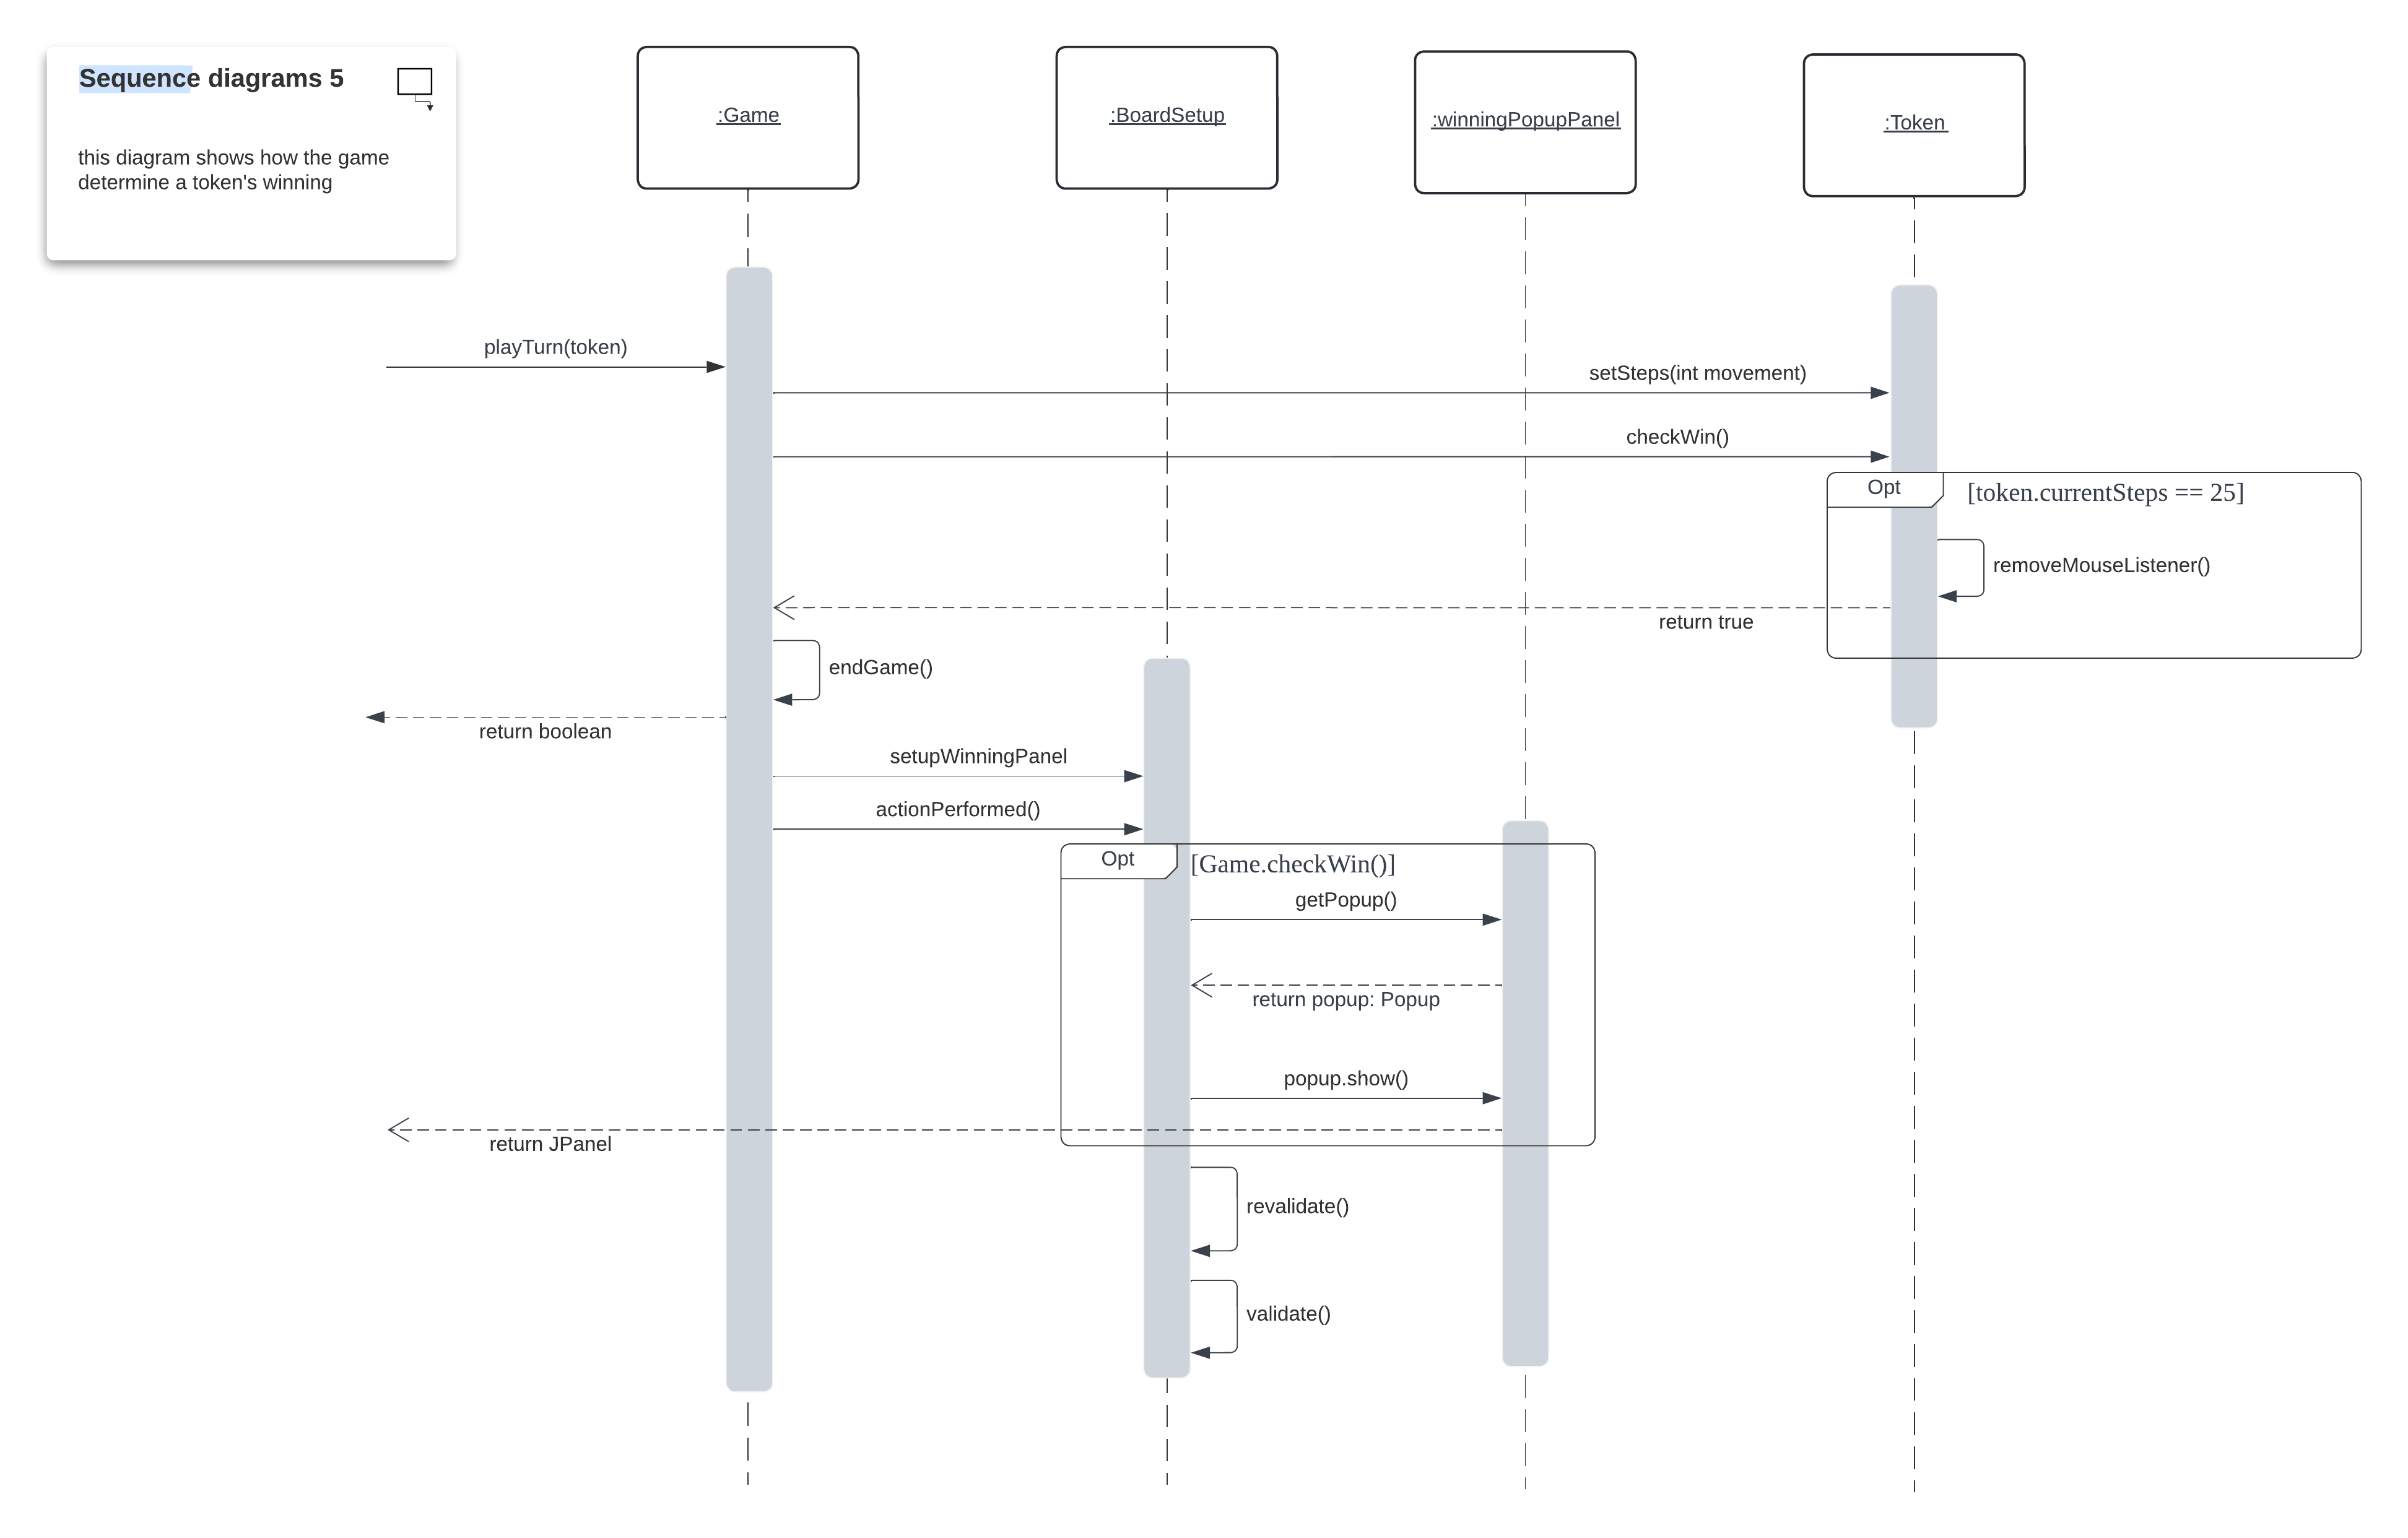 Sequence diagrams 5
this diagram shows how the game
determine a token's winning
:Game
:BoardSetup
:winningPopupPanel
:Token
playTurn(token)
setSteps(int movement)
checkWin()
Opt
[token.currentSteps == 25]
removeMouseListener()
return true
endGame()
return boolean
setupWinningPanel
actionPerformed()
Opt
[Game.checkWin()]
getPopup()
return popup: Popup
popup.show()
return JPanel
revalidate()
validate()